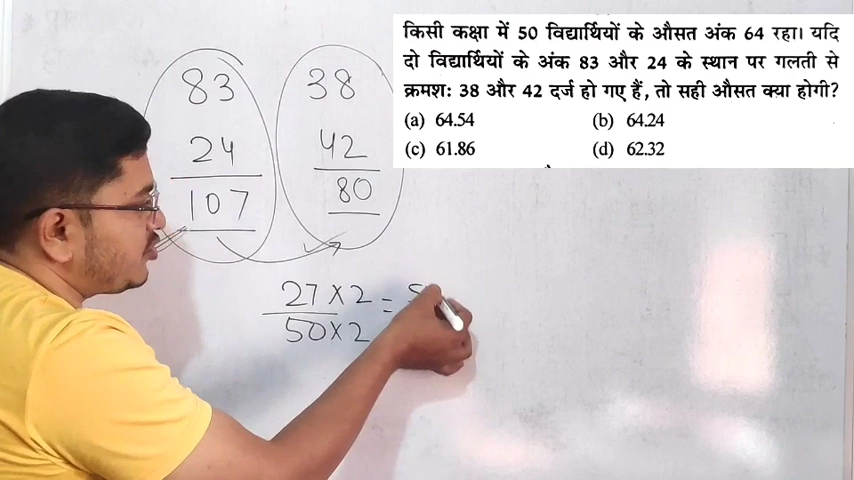 किसी कक्षा में 50 विद्यार्थियों के औसत अंक 64 रहा। यदि
दो विद्यार्थियों के अंक 83 और 24 के स्थान पर गलती से
क्रमश: 38 और 42 दर्ज हो गए हैं, तो सही औसत क्या होगी?
(a) 64.54 (b) 64.24
(c) 61.86 (d) 62.32
83 38
24 42
107 80
27×2 =
50×2